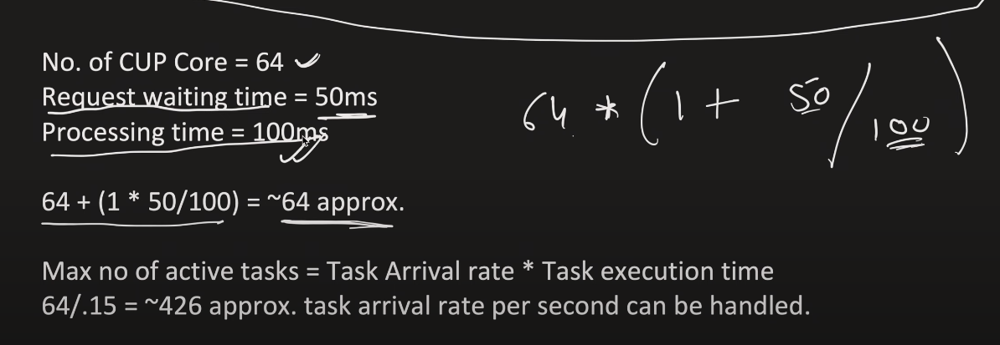 No. of CUP Core = 64
Request waiting time = 50ms
Processing time = 100ms
64 * (1 + 50/100)
64 + (1 * 50/100) = ~64 approx.
Max no of active tasks = Task Arrival rate * Task execution time
64/.15 = ~426 approx. task arrival rate per second can be handled.